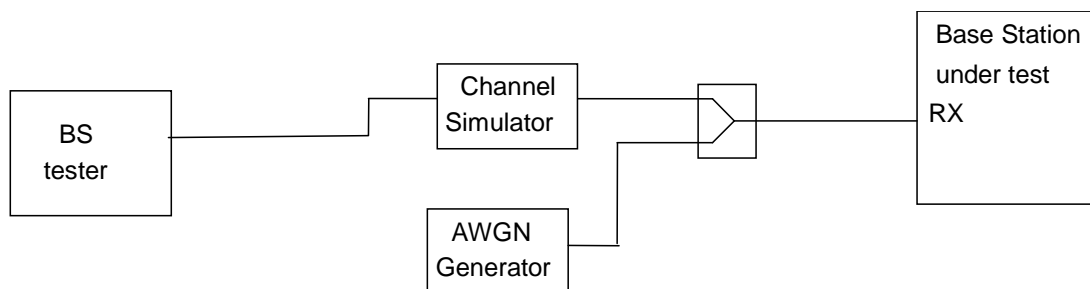 BS
tester
Channel
Simulator
AWGN
Generator
Base Station
under test
RX